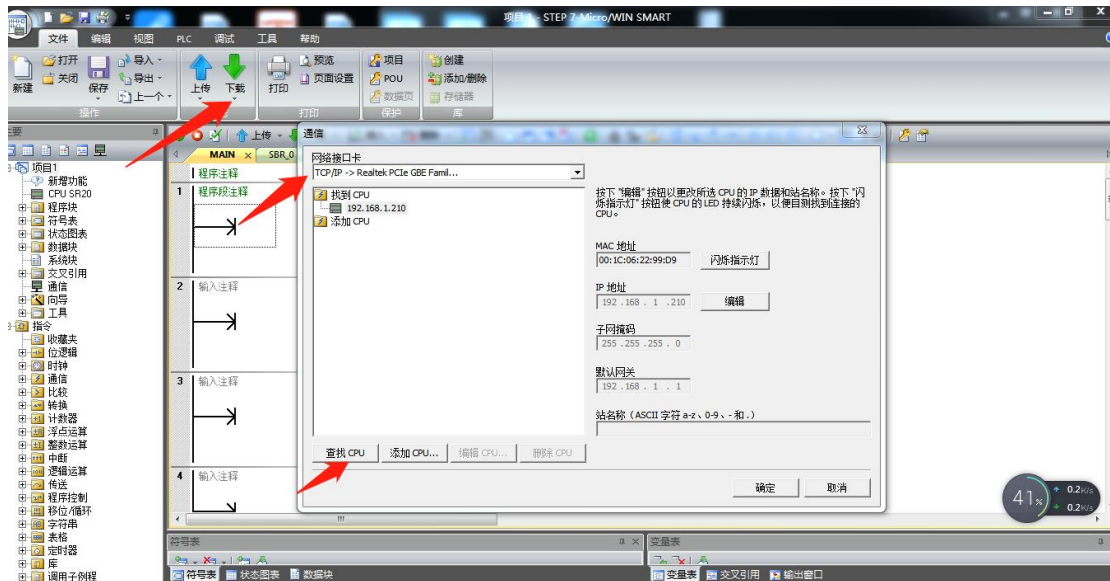 项目1 - STEP 7-Micro/WIN SMART
文件 编辑 视图 PLC 调试 工具 帮助
新建
打开
关闭
保存
导入
导出
上一个
操作
上传
下载
打印
预览
页面设置
打印
项目
POU
数据页
保护
创建
添加/删除
存储器
库
上传
MAIN
SBR_0
项目1
新增功能
CPU SR20
程序块
符号表
状态图表
数据块
系统块
交叉引用
通信
向导
工具
指令
收藏夹
位逻辑
时钟
通信
比较
转换
计数器
浮点运算
整数运算
中断
逻辑运算
传送
程序控制
移位/循环
字符串
表格
定时器
库
调用子例程
程序注释
1 程序段注释
2 输入注释
3 输入注释
4 输入注释
通信
网络接口卡
TCP/IP -> Realtek PCIe GBE Famil...
找到 CPU
192.168.1.210
添加 CPU
按下 "编辑" 按钮以更改所选 CPU 的 IP 数据和站名称。按下 "闪
烁指示灯" 按钮使 CPU 的 LED 持续闪烁，以便目测找到连接的
CPU。
MAC 地址
00:1C:06:22:99:D9 闪烁指示灯
IP 地址
192 .168 . 1 .210 编辑
子网掩码
255 .255 .255 . 0
默认网关
192 .168 . 1 . 1
站名称（ASCII 字符 a-z、0-9、- 和 .）
查找 CPU 添加 CPU... 编辑 CPU... 删除 CPU
确定 取消
41%
0.2K/s
0.2K/s
符号表
变量表
符号表 状态图表 数据块
变量表 交叉引用 输出窗口